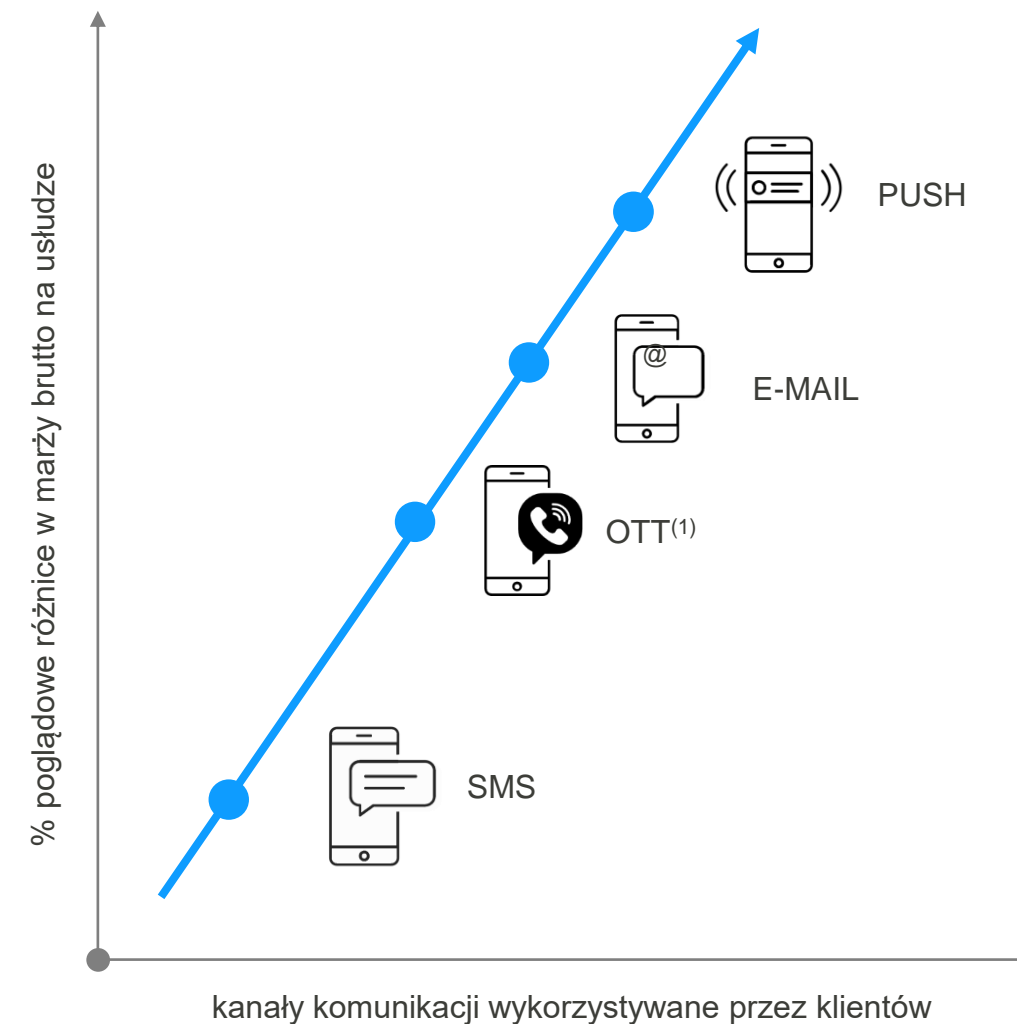 % poglądowe różnice w marży brutto na usłudze
PUSH
@
E-MAIL
OTT(1)
SMS
kanały komunikacji wykorzystywane przez klientów